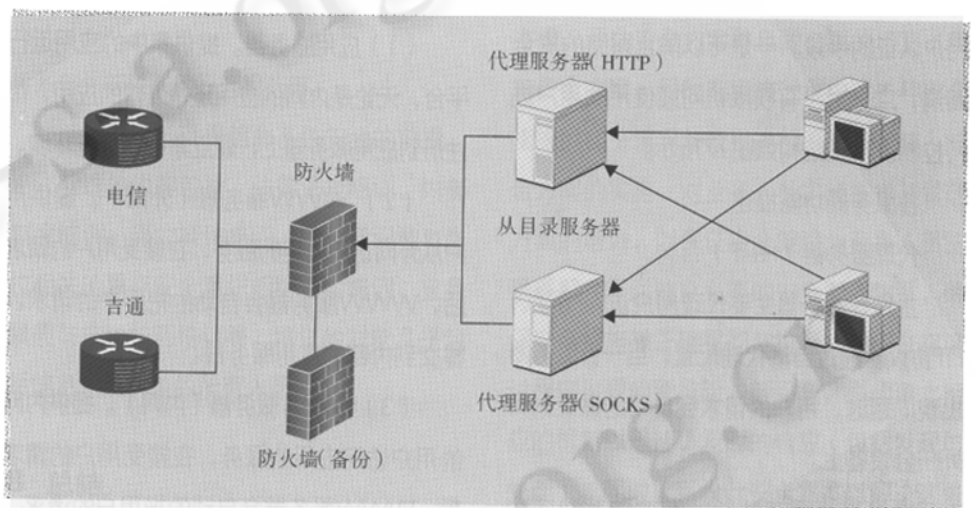 代理服务器(HTTP)
防火墙
电信
从目录服务器
吉通
代理服务器(SOCKS)
防火墙(备份)